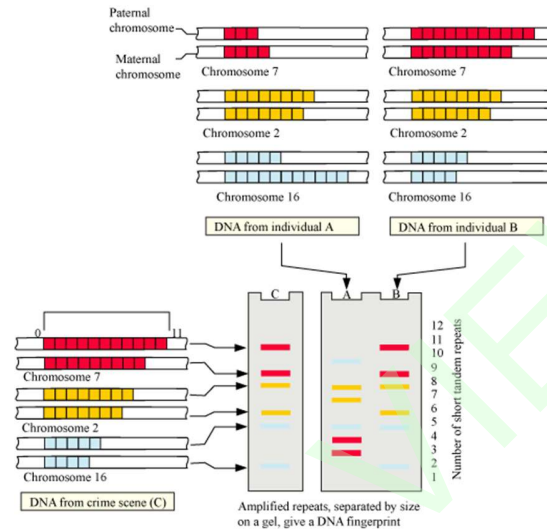 Paternal
chromosome
Maternal
chromosome
Chromosome 7
Chromosome 7
Chromosome 2
Chromosome 2
Chromosome 16
Chromosome 16
DNA from individual A
DNA from individual B
C
A
B
0
11
Chromosome 7
Chromosome 2
Chromosome 16
DNA from crime scene (C)
12
11
10
9
8
7
6
5
4
3
2
1
Number of short tandem repeats
Amplified repeats, separated by size
on a gel, give a DNA fingerprint